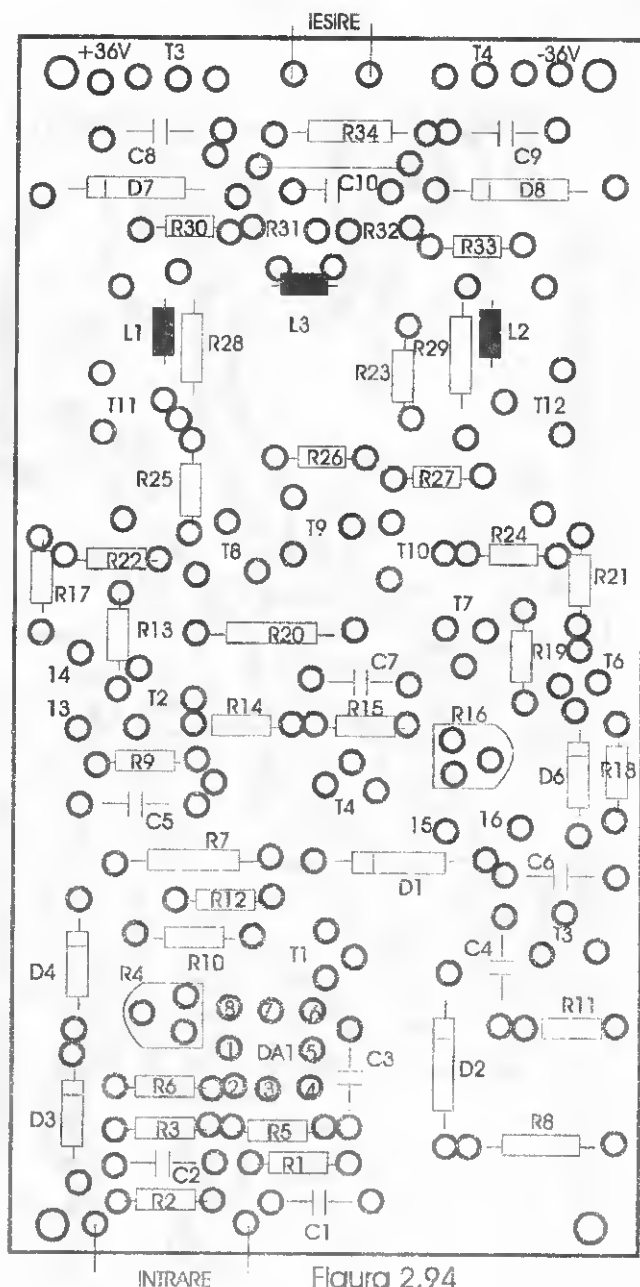 IESIRE
+36V T3 T4 -36V
C8 R34 C9
D7 C10 D8
R30 R31 R32 R33
L1 R28 L3 R23 R29 L2
T11 T12
R25 R26 R27
R17 R22 T8 T9 T10 R24 R21
R13 R20 T7 R19 T6
14 C7
13 T2 R14 R15 R16
R9 T4 D6 R18
C5 15 16
R7 D1 C6
R12
D4 R10 T1 C4 T3
R4 8 7 6 R11
1 DA1 5 C3 D2
D3 R6 2 3 4
R3 R5 R8
C2 R1
R2 C1
INTRARE Figura 2.94